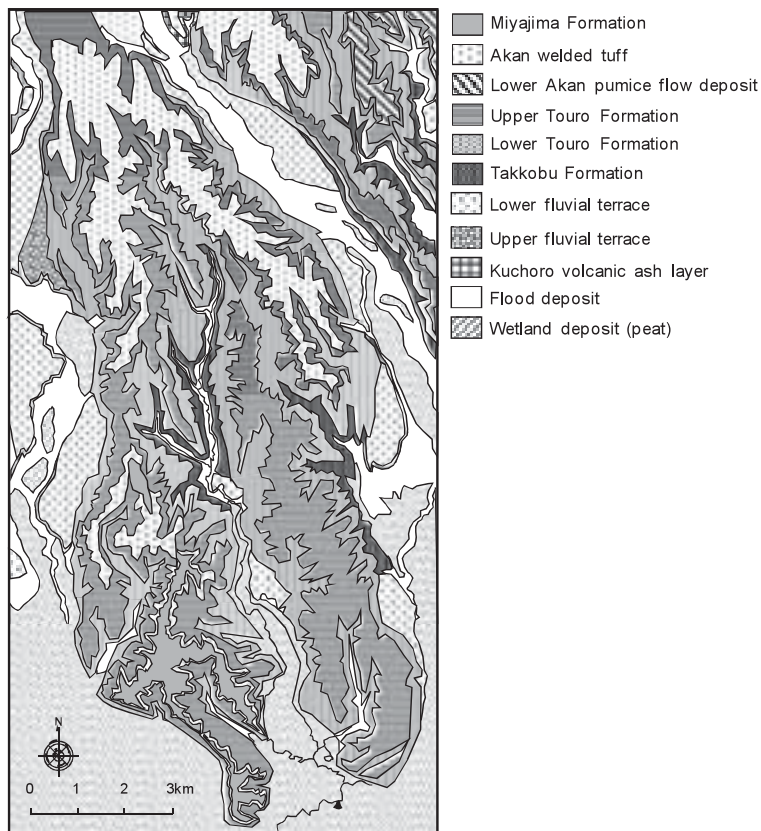 Miyajima Formation
Akan welded tuff
Lower Akan pumice flow deposit
Upper Touro Formation
Lower Touro Formation
Takkobu Formation
Lower fluvial terrace
Upper fluvial terrace
Kuchoro volcanic ash layer
Flood deposit
Wetland deposit (peat)
N
0 1 2 3km